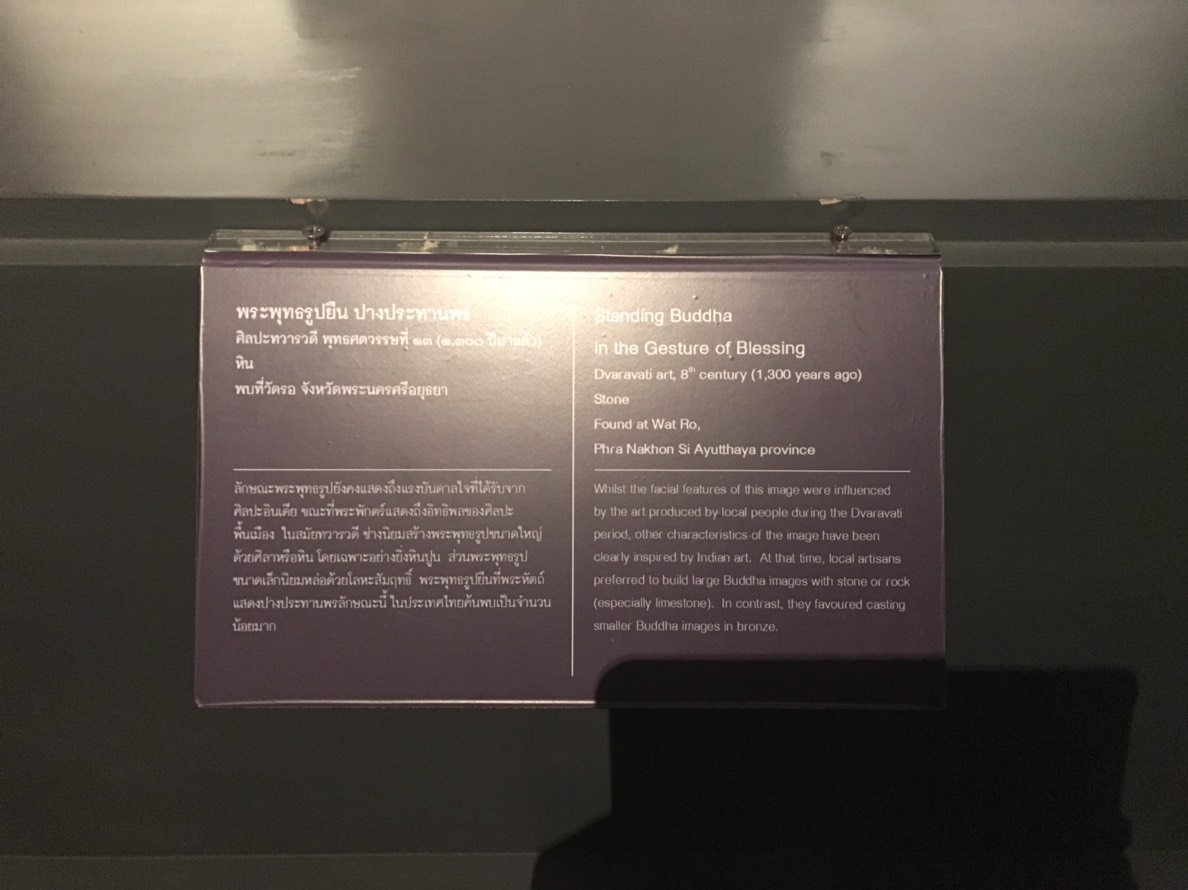 พระพุทธรูปยืน ปางประทานพร
ศิลปะทวารวดี พุทธศตวรรษที่ ๑๓ (๑,๓๐๐ ปีมาแล้ว)
หิน
พบที่วัดรอ จังหวัดพระนครศรีอยุธยา
ลักษณะพระพุทธรูปยังคงแสดงถึงแรงบันดาลใจที่ได้รับจาก
ศิลปะอินเดีย ขณะที่พระพักตร์แสดงถึงอิทธิพลของศิลปะ
พื้นเมือง ในสมัยทวารวดี ช่างนิยมสร้างพระพุทธรูปขนาดใหญ่
ด้วยศิลาหรือหิน โดยเฉพาะอย่างยิ่งหินปูน ส่วนพระพุทธรูป
ขนาดเล็กนิยมหล่อด้วยโลหะสัมฤทธิ์ พระพุทธรูปยืนที่พระหัตถ์
แสดงปางประทานพรลักษณะนี้ ในประเทศไทยค้นพบเป็นจำนวน
น้อยมาก
Standing Buddha
in the Gesture of Blessing
Dvaravati art, 8th century (1,300 years ago)
Stone
Found at Wat Ro,
Phra Nakhon Si Ayutthaya province
Whilst the facial features of this image were influenced
by the art produced by local people during the Dvaravati
period, other characteristics of the image have been
clearly inspired by Indian art. At that time, local artisans
preferred to build large Buddha images with stone or rock
(especially limestone). In contrast, they favoured casting
smaller Buddha images in bronze.